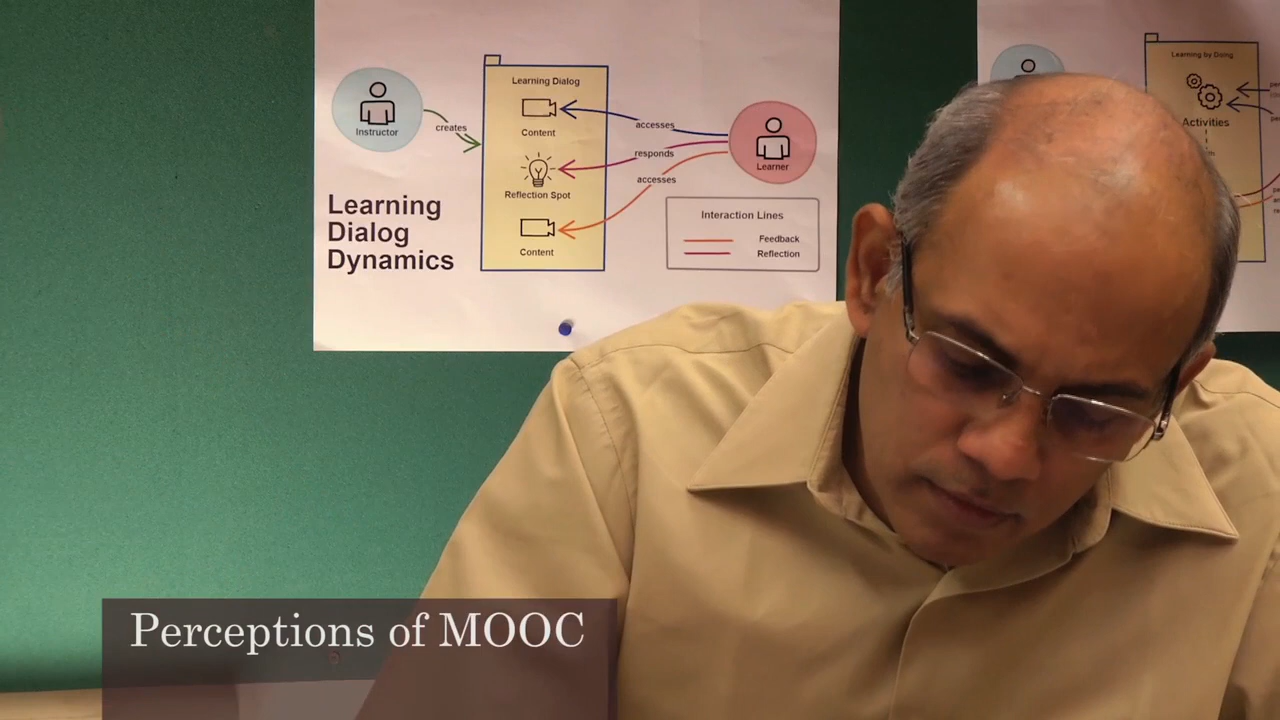 Learning Dialog
Instructor
creates
Content
Reflection Spot
Content
accesses
responds
accesses
Learner
Learning
Dialog
Dynamics
Interaction Lines
Feedback
Reflection
Learning by Doing
Activities
Perceptions of MOOC